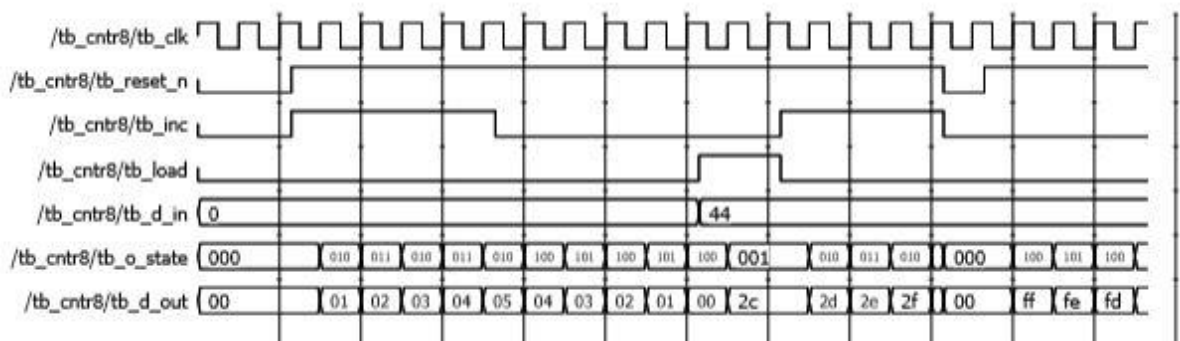 /tb_cntr8/tb_clk
/tb_cntr8/tb_reset_n
/tb_cntr8/tb_inc
/tb_cntr8/tb_load
/tb_cntr8/tb_d_in 0 44
/tb_cntr8/tb_o_state 000 010 011 010 011 010 100 101 100 101 100 001 010 011 010 000 100 101 100
/tb_cntr8/tb_d_out 00 01 02 03 04 05 04 03 02 01 00 2c 2d 2e 2f 00 ff fe fd